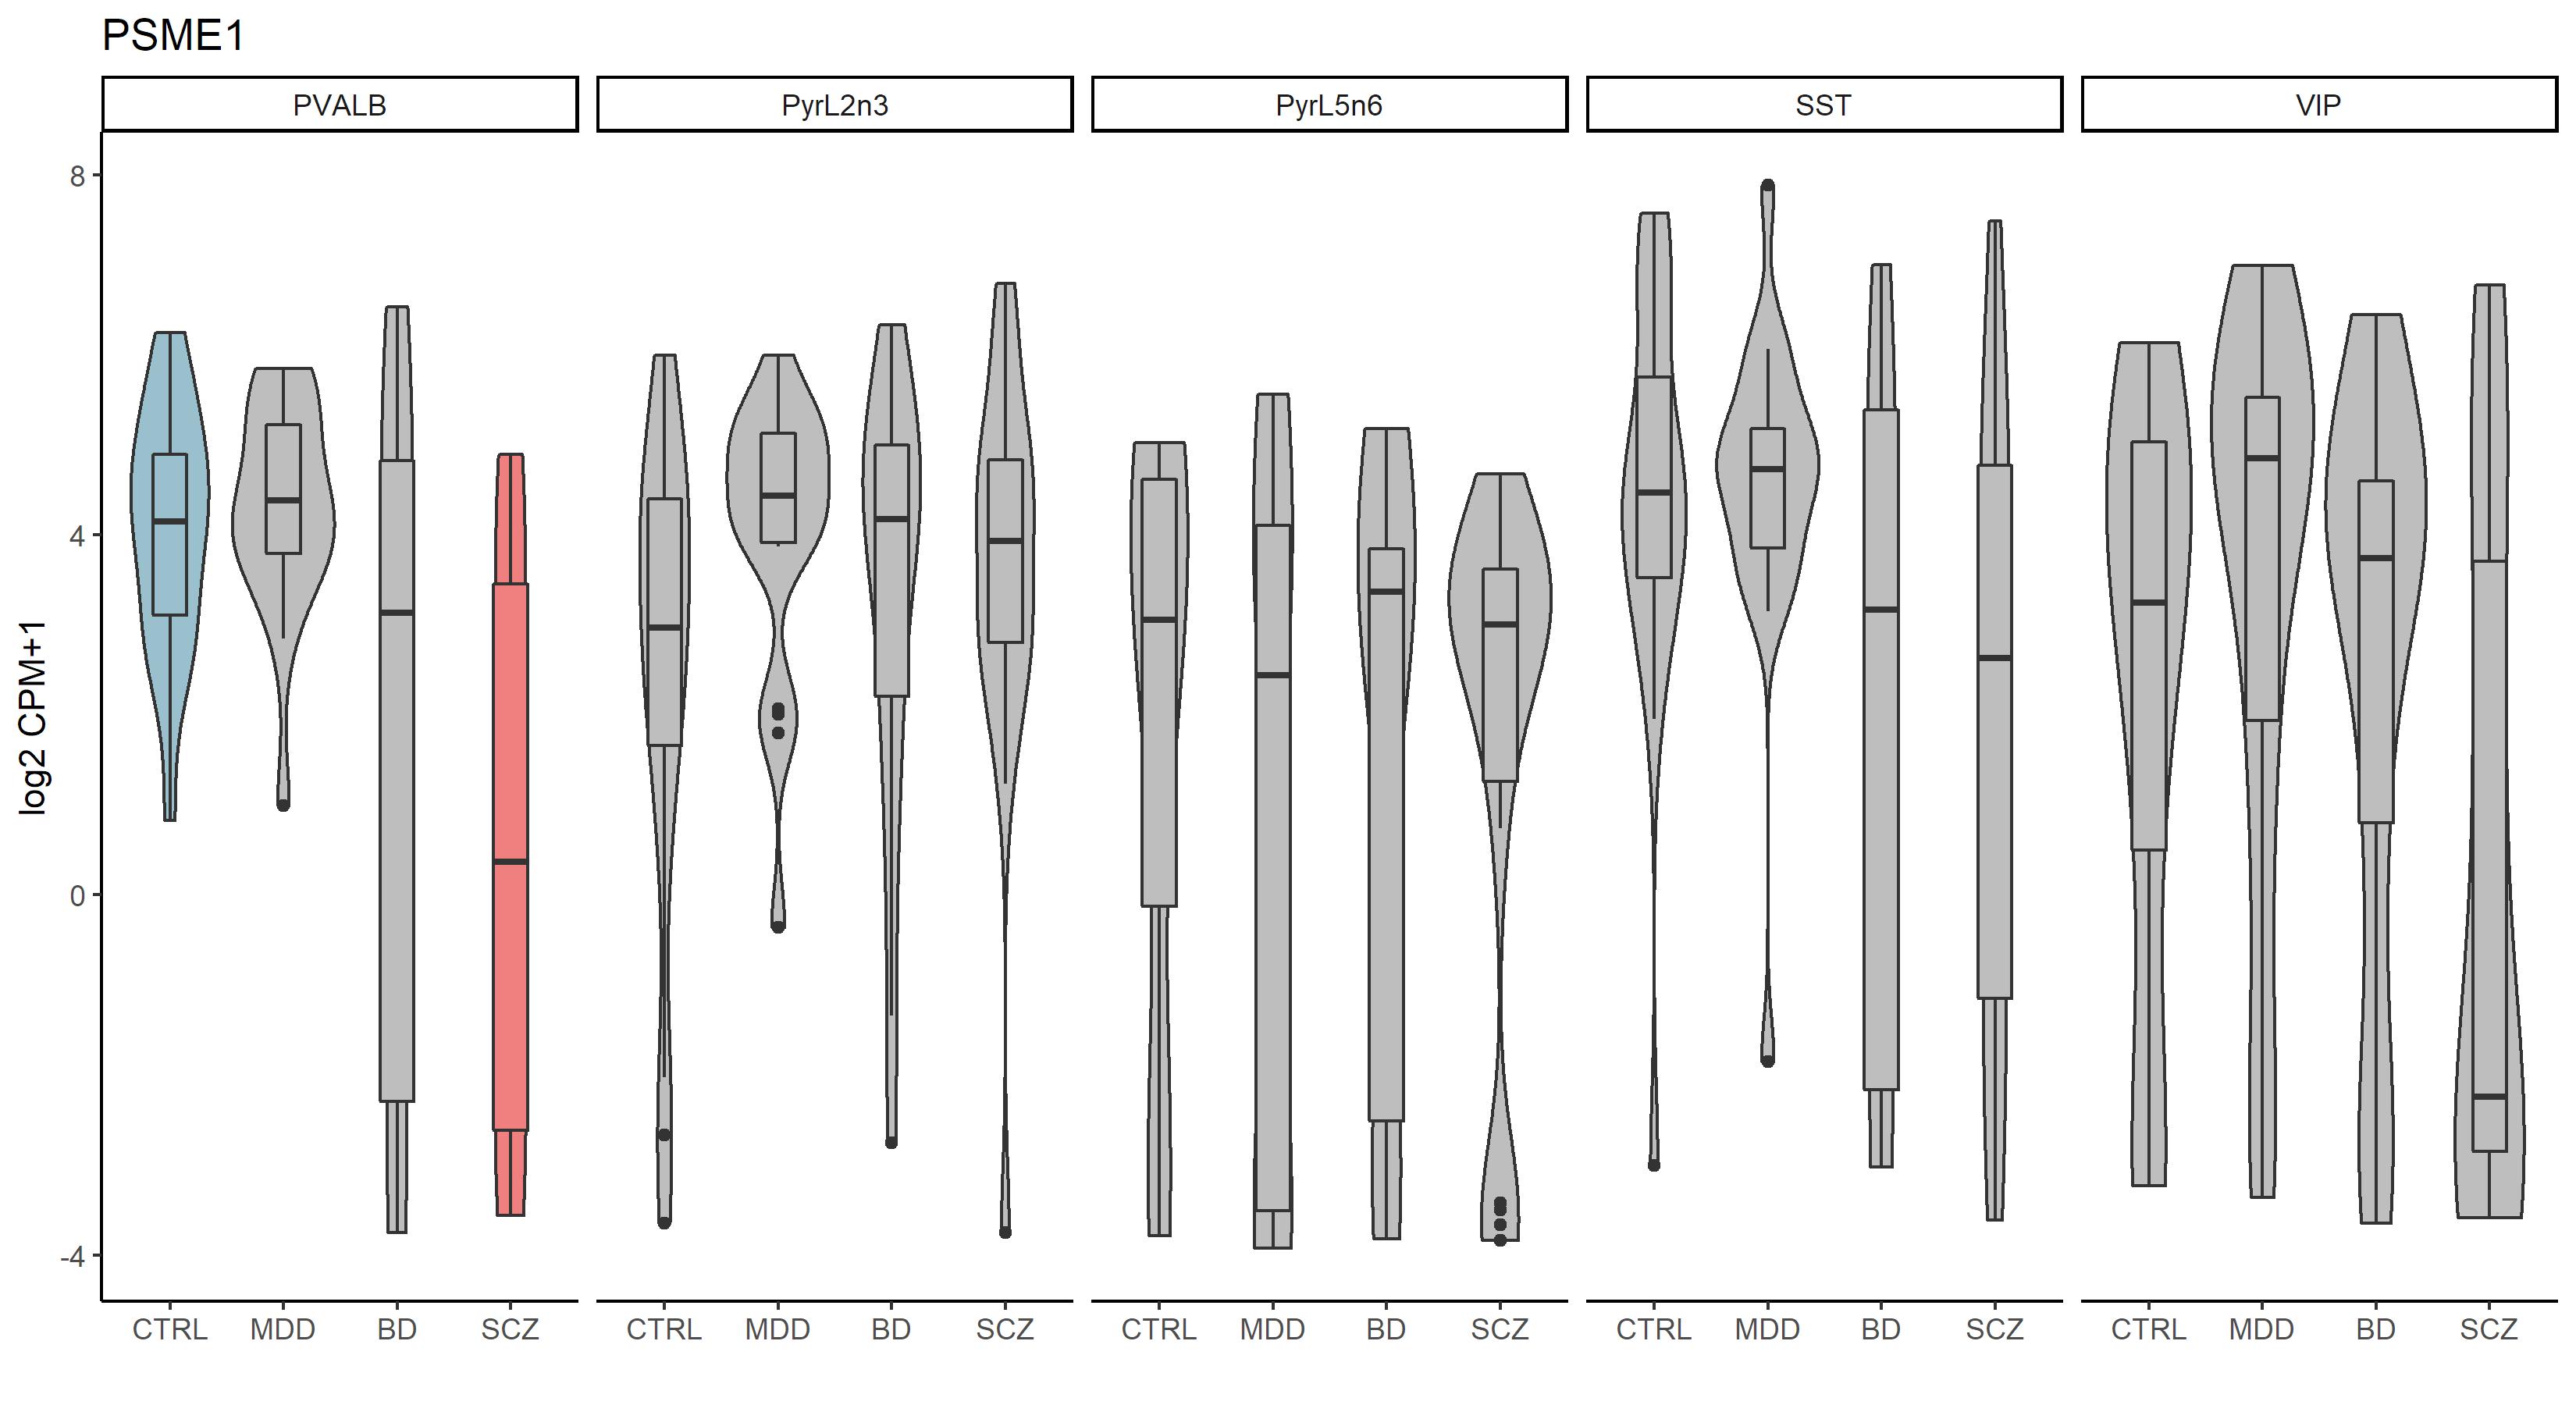 PSME1
PVALB PyrL2n3 PyrL5n6 SST VIP
log2 CPM+1
8
4
0
-4
CTRL MDD BD SCZ CTRL MDD BD SCZ CTRL MDD BD SCZ CTRL MDD BD SCZ CTRL MDD BD SCZ